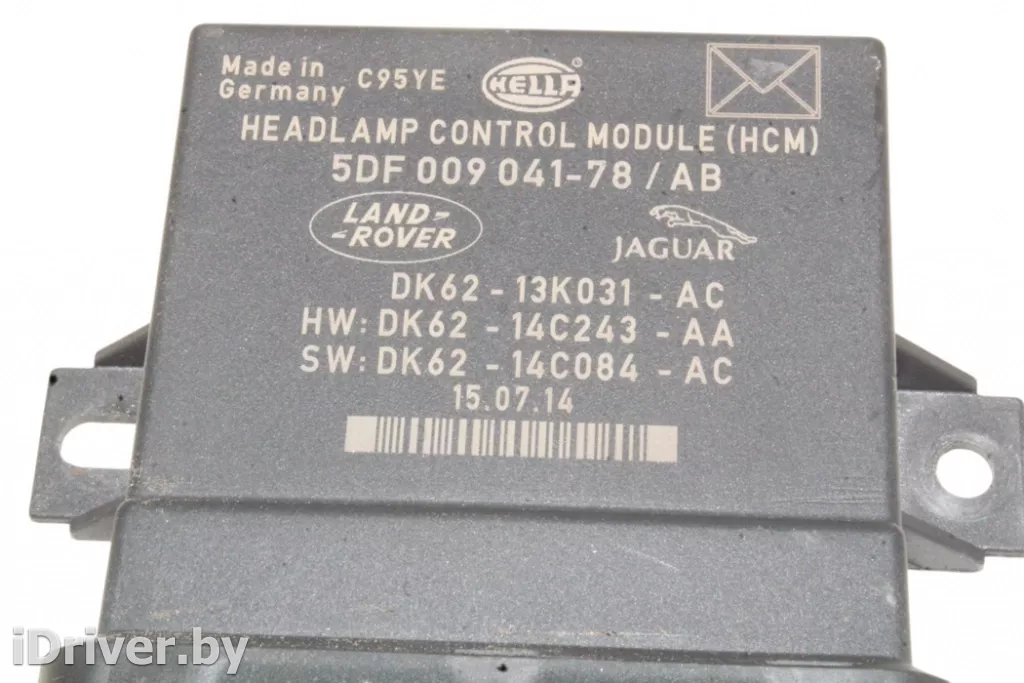 Made in
Germany
C95YE
HELLA
®
HEADLAMP CONTROL MODULE (HCM)
5DF 009 041-78 / AB
LAND-
-ROVER
JAGUAR
DK62 - 13K031 - AC
HW: DK62 - 14C243 - AA
SW: DK62 - 14C084 - AC
15.07.14
iDriver.by